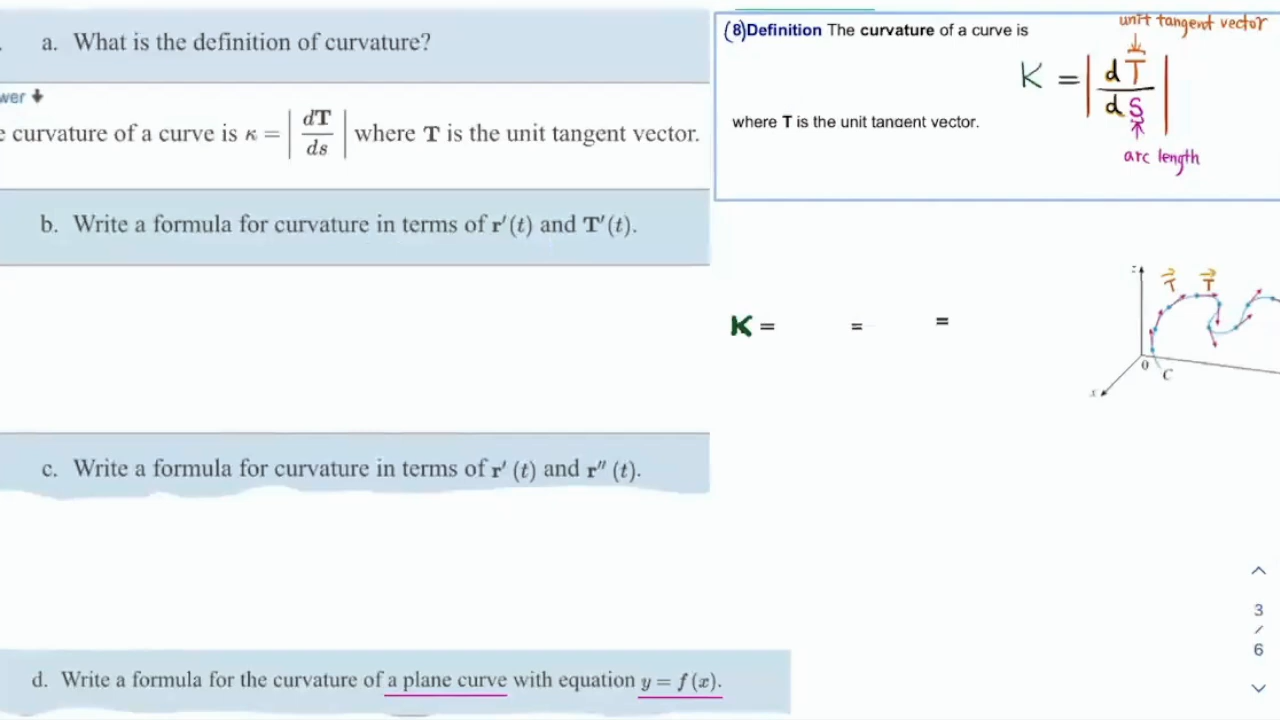 a. What is the definition of curvature?
wer
e curvature of a curve is κ = | d𝐓/ds | where 𝐓 is the unit tangent vector.
b. Write a formula for curvature in terms of r′(t) and T′(t).
c. Write a formula for curvature in terms of r′ (t) and r″ (t).
d. Write a formula for the curvature of a plane curve with equation y = f(x).
unit tangent vector
(8)Definition The curvature of a curve is
K = | dT/ds |
where T is the unit tangent vector.
arc length
K = = =
z T⃗ T⃗
0 C
x
3
/
6